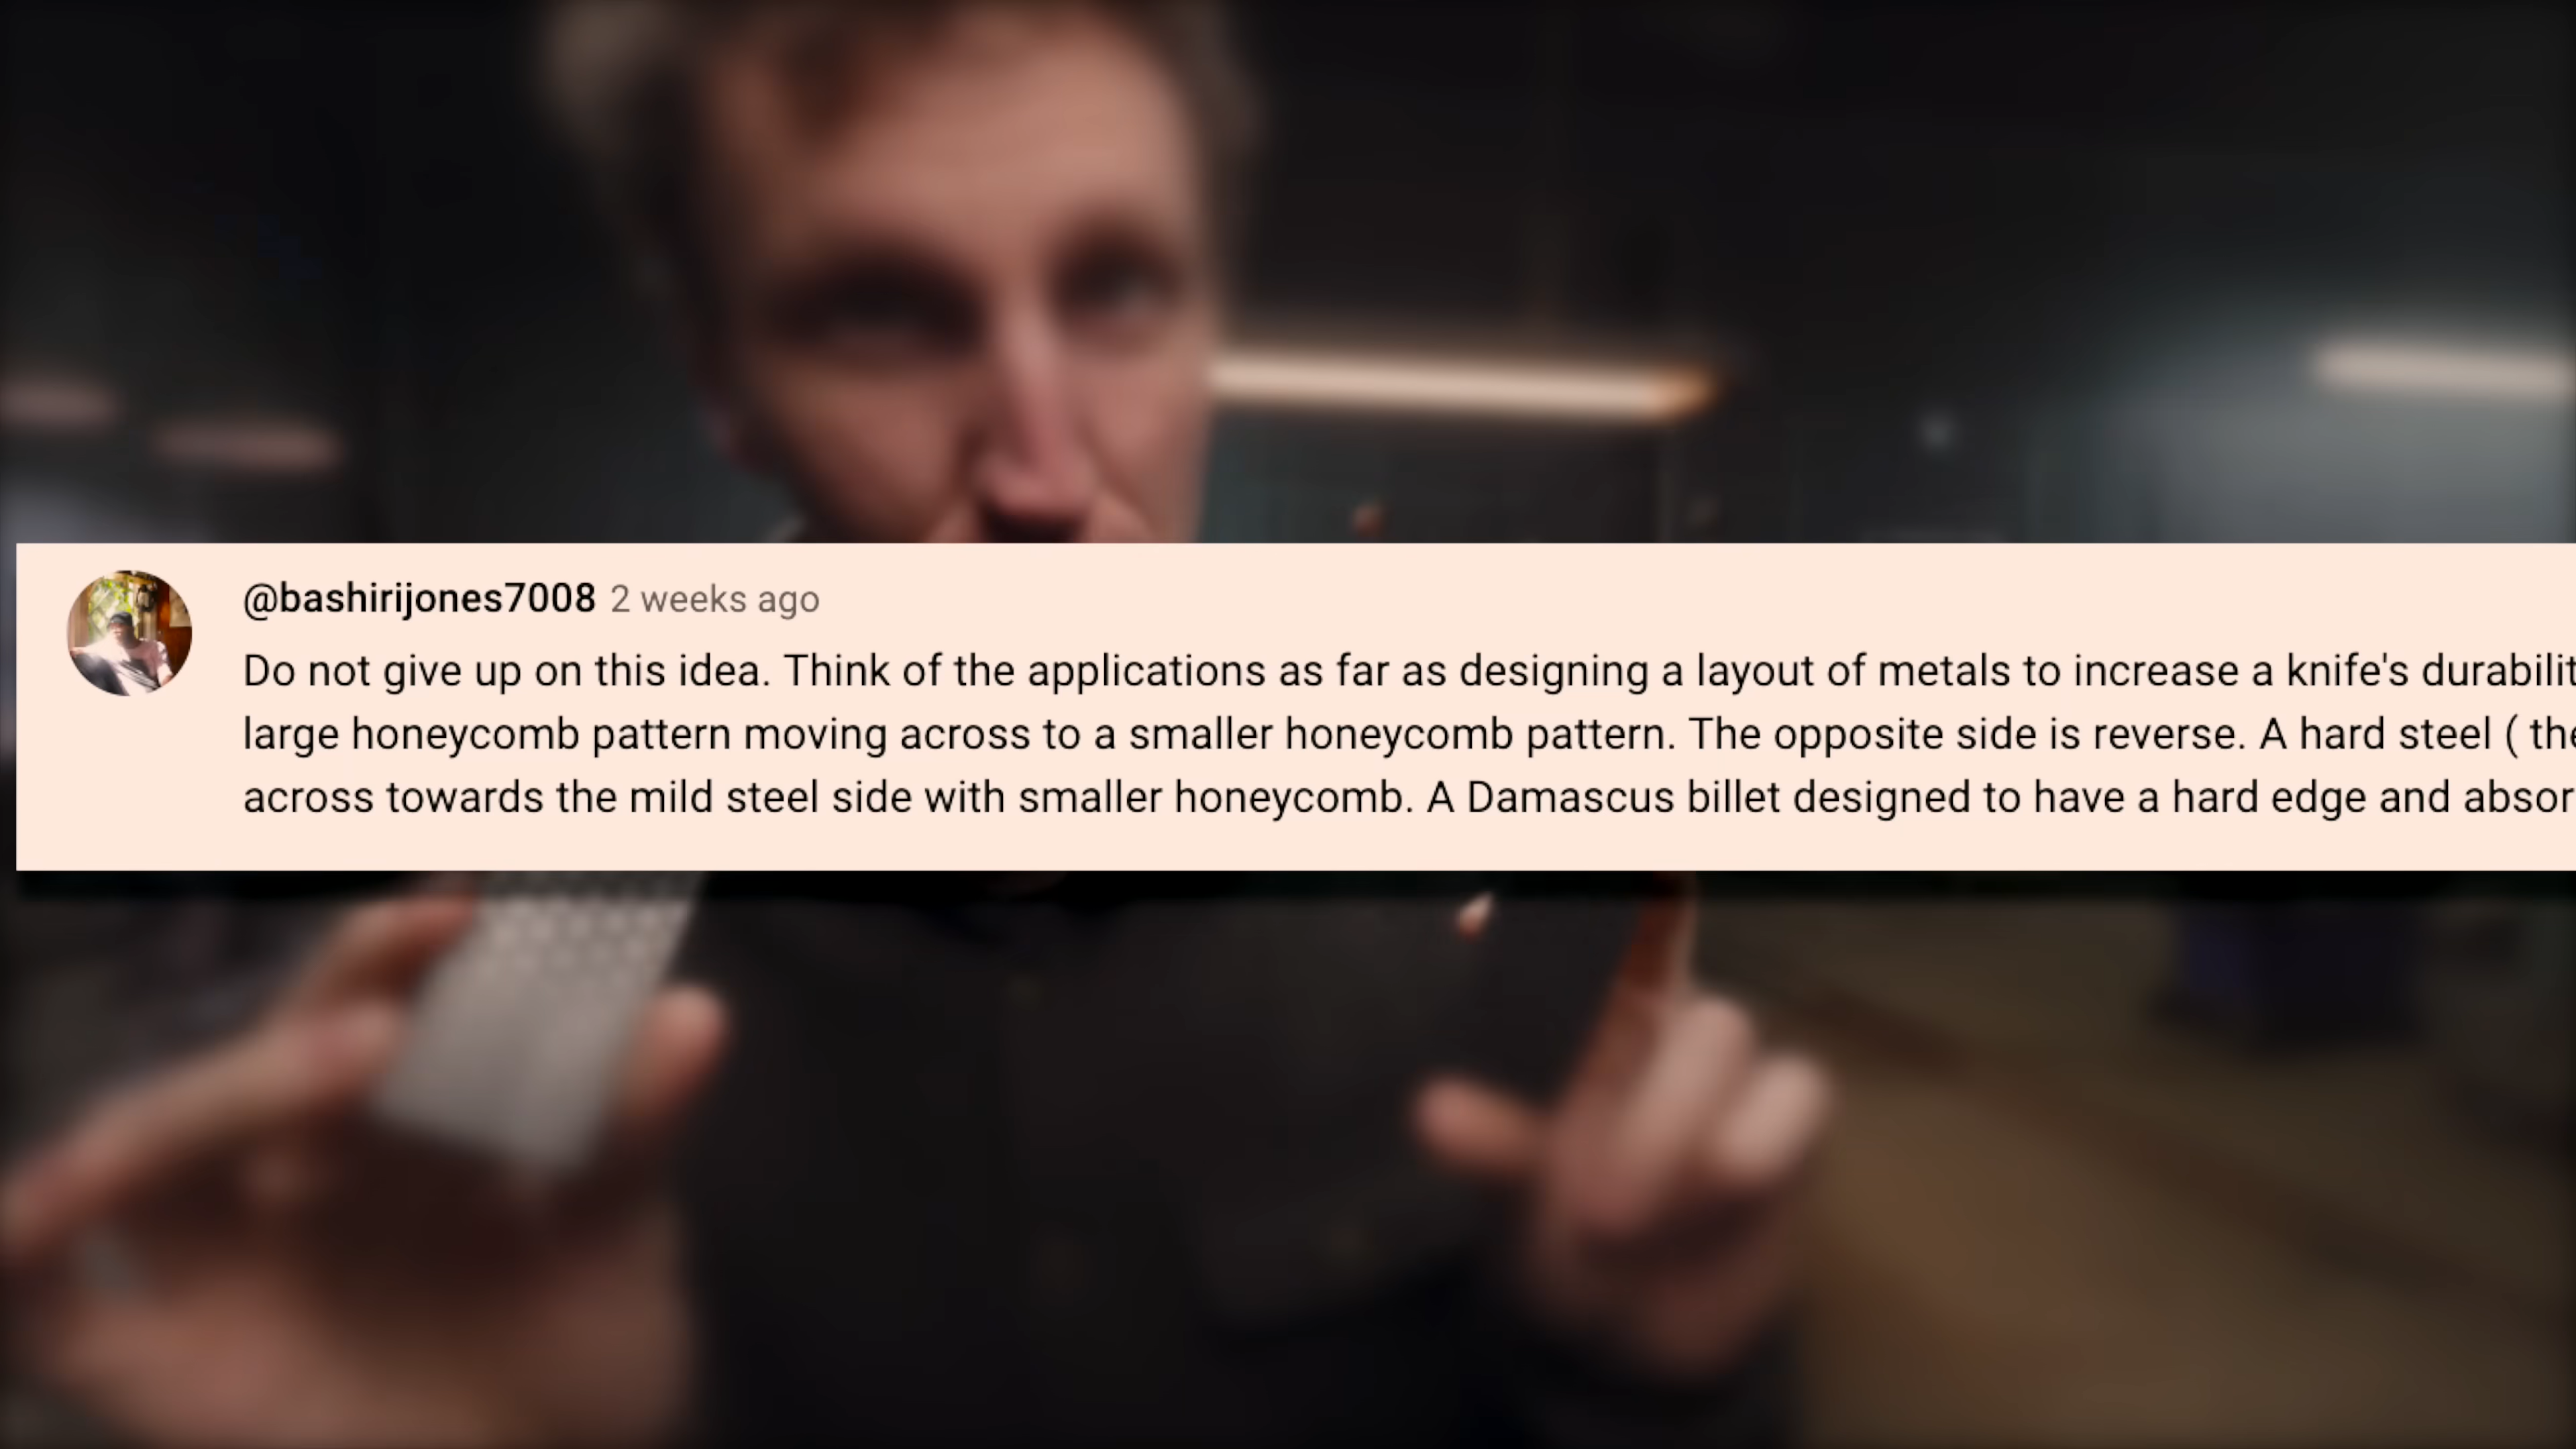 @bashirijones7008 2 weeks ago
Do not give up on this idea. Think of the applications as far as designing a layout of metals to increase a knife's
large honeycomb pattern moving across to a smaller honeycomb pattern. The opposite side is reverse. A hard steel (
across towards the mild steel side with smaller honeycomb. A Damascus billet designed to have a hard edge and